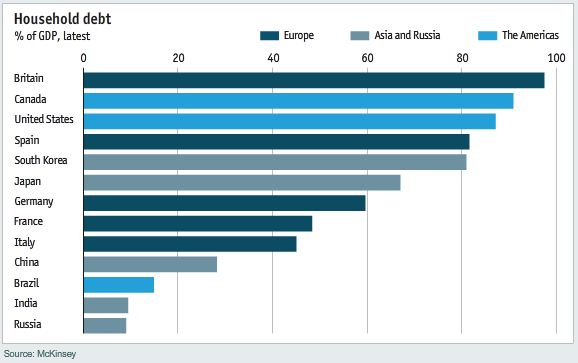 Household debt
% of GDP, latest
Europe Asia and Russia The Americas
0 20 40 60 80 100
Britain
Canada
United States
Spain
South Korea
Japan
Germany
France
Italy
China
Brazil
India
Russia
Source: McKinsey